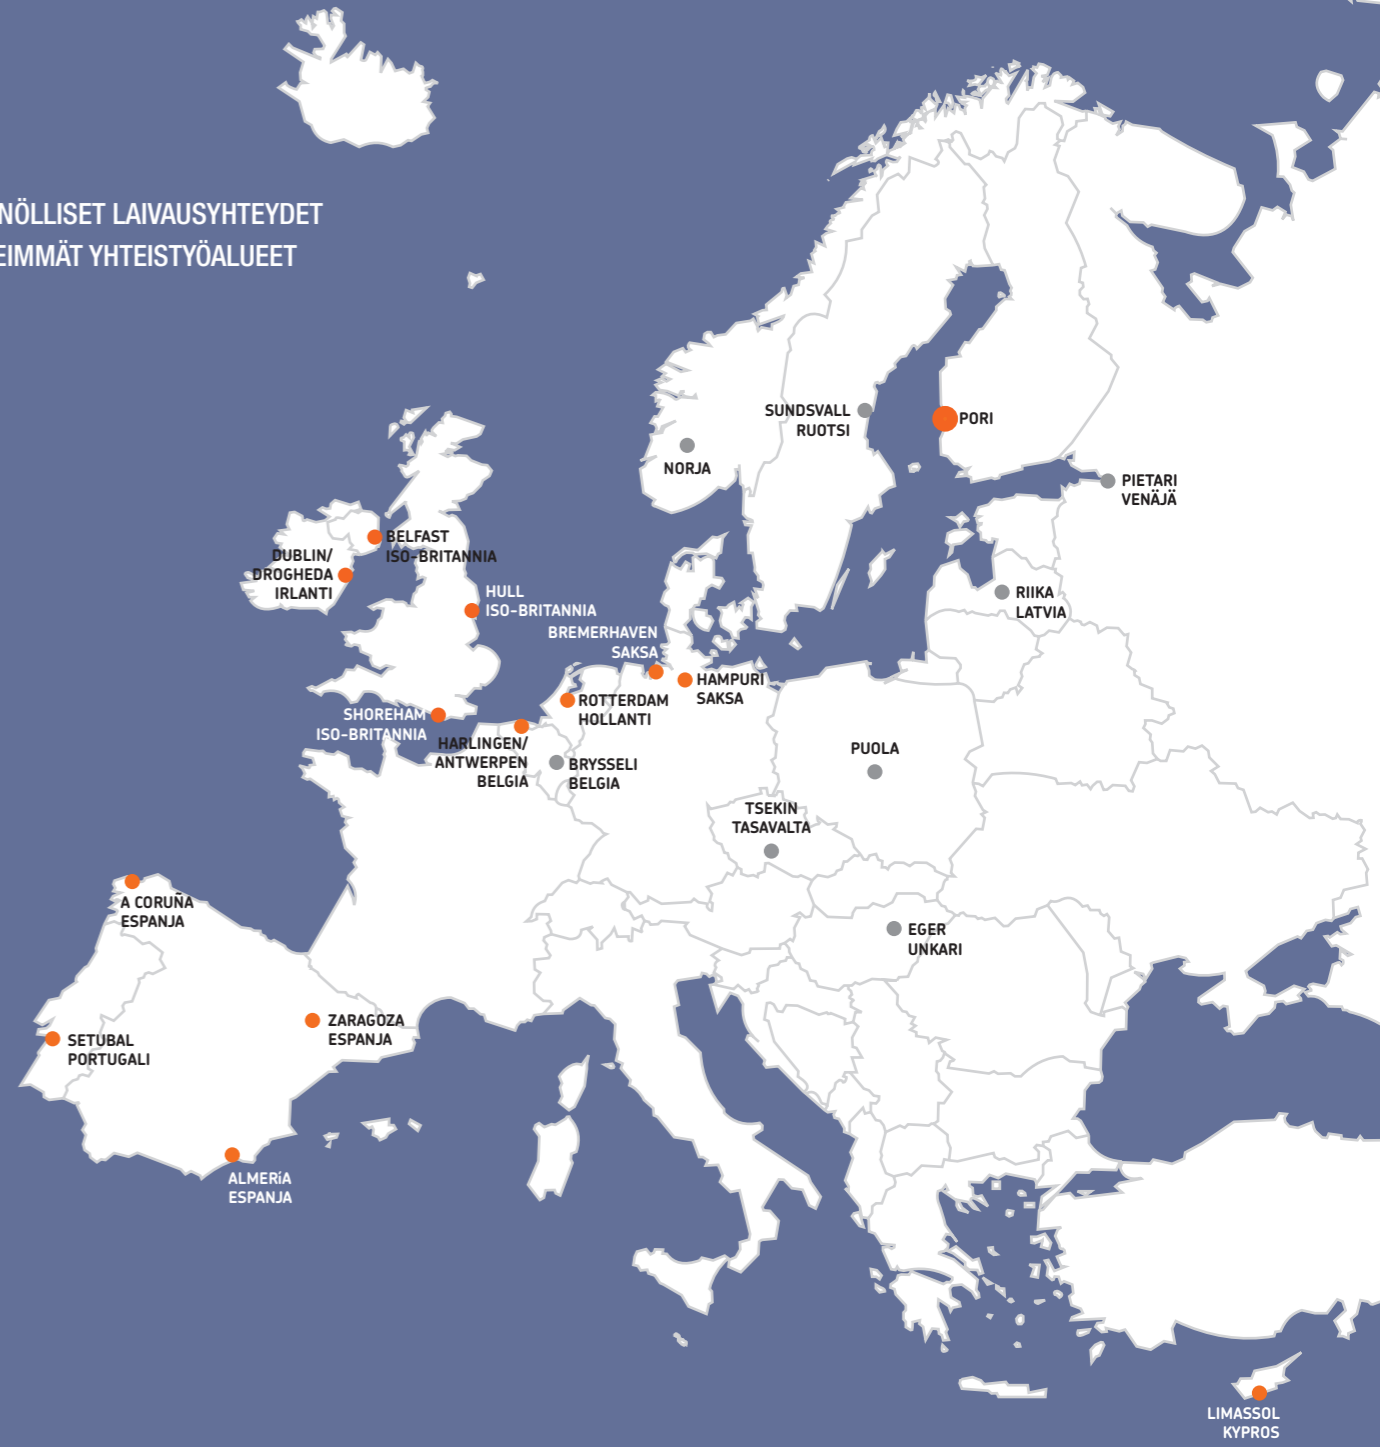 NÖLLISET LAIVAUSYHTEYDET
EIMMÄT YHTEISTYÖALUEET
SUNDSVALL
RUOTSI
PORI
NORJA
PIETARI
VENÄJÄ
BELFAST
ISO-BRITANNIA
DUBLIN/
DROGHEDA
IRLANTI
HULL
ISO-BRITANNIA
RIIKA
LATVIA
BREMERHAVEN
SAKSA
HAMPURI
SAKSA
ROTTERDAM
HOLLANTI
SHOREHAM
ISO-BRITANNIA
HARLINGEN/
ANTWERPEN
BELGIA
BRYSSELI
BELGIA
PUOLA
TSEKIN
TASAVALTA
A CORUÑA
ESPANJA
EGER
UNKARI
ZARAGOZA
ESPANJA
SETUBAL
PORTUGALI
ALMERíA
ESPANJA
LIMASSOL
KYPROS